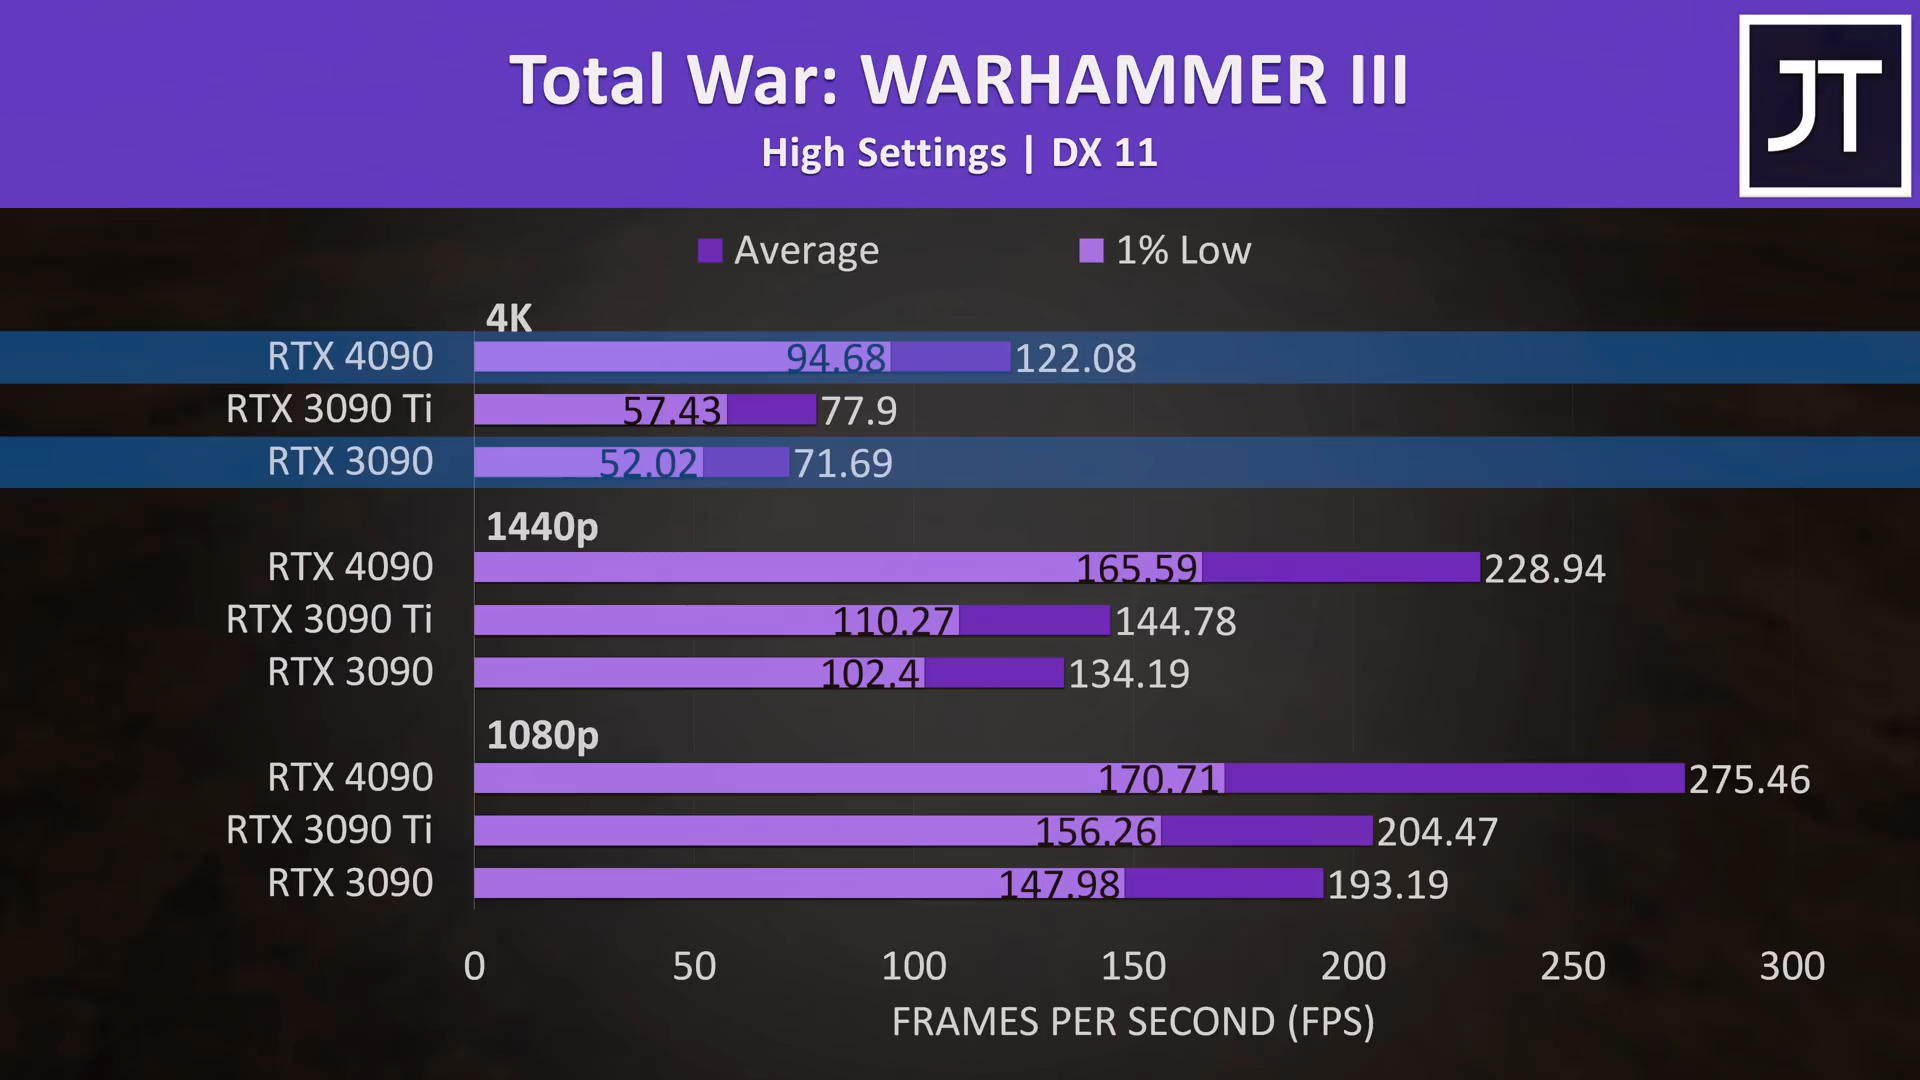 Total War: WARHAMMER III
High Settings | DX 11
JT
Average
1% Low
4K
RTX 4090 94.68 122.08
RTX 3090 Ti 57.43 77.9
RTX 3090 52.02 71.69
1440p
RTX 4090 165.59 228.94
RTX 3090 Ti 110.27 144.78
RTX 3090 102.4 134.19
1080p
RTX 4090 170.71 275.46
RTX 3090 Ti 156.26 204.47
RTX 3090 147.98 193.19
0 50 100 150 200 250 300
FRAMES PER SECOND (FPS)